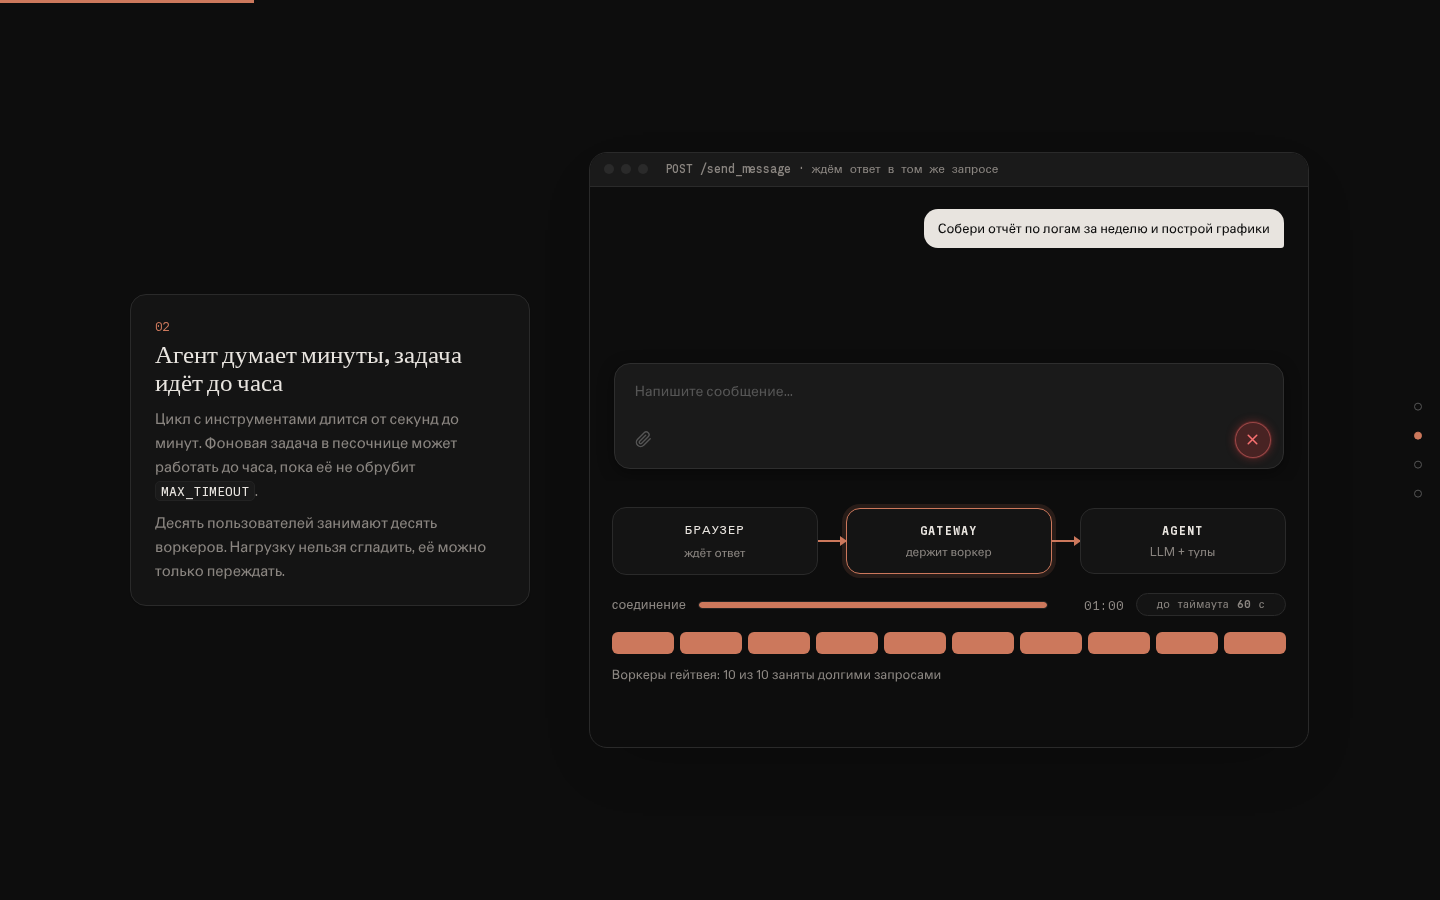 02
Агент думает минуты, задача
идёт до часа
Цикл с инструментами длится от секунд до
минут. Фоновая задача в песочнице может
работать до часа, пока её не обрубит
MAX_TIMEOUT.
Десять пользователей занимают десять
воркеров. Нагрузку нельзя сгладить, её можно
только переждать.
POST /send_message · ждём ответ в том же запросе
Собери отчёт по логам за неделю и построй графики
Напишите сообщение…
БРАУЗЕР
ждёт ответ
GATEWAY
держит воркер
AGENT
LLM + тулы
соединение
01:00
до таймаута 60 с
Воркеры гейтвея: 10 из 10 заняты долгими запросами